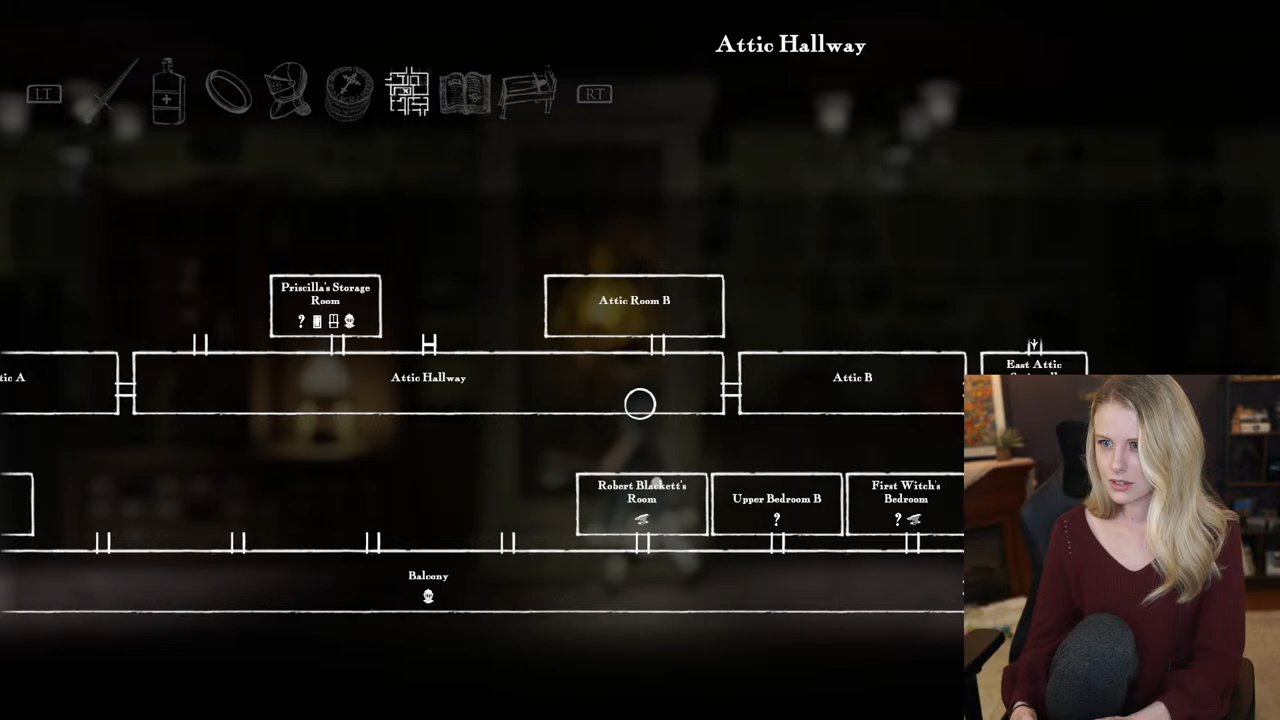 Attic Hallway
LT
RT
Priscilla's Storage
Room
?
Attic Room B
tic A
Attic Hallway
Attic B
East Attic
Robert Blackett's
Room
Upper Bedroom B
?
First Witch's
Bedroom
?
Balcony